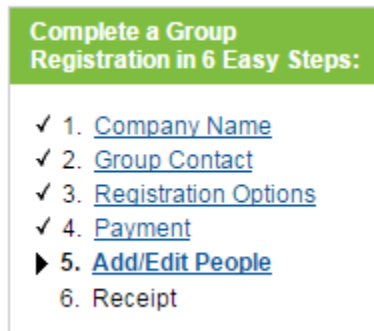 Complete a Group
Registration in 6 Easy Steps:
✓ 1. Company Name
✓ 2. Group Contact
✓ 3. Registration Options
✓ 4. Payment
▶ 5. Add/Edit People
6. Receipt